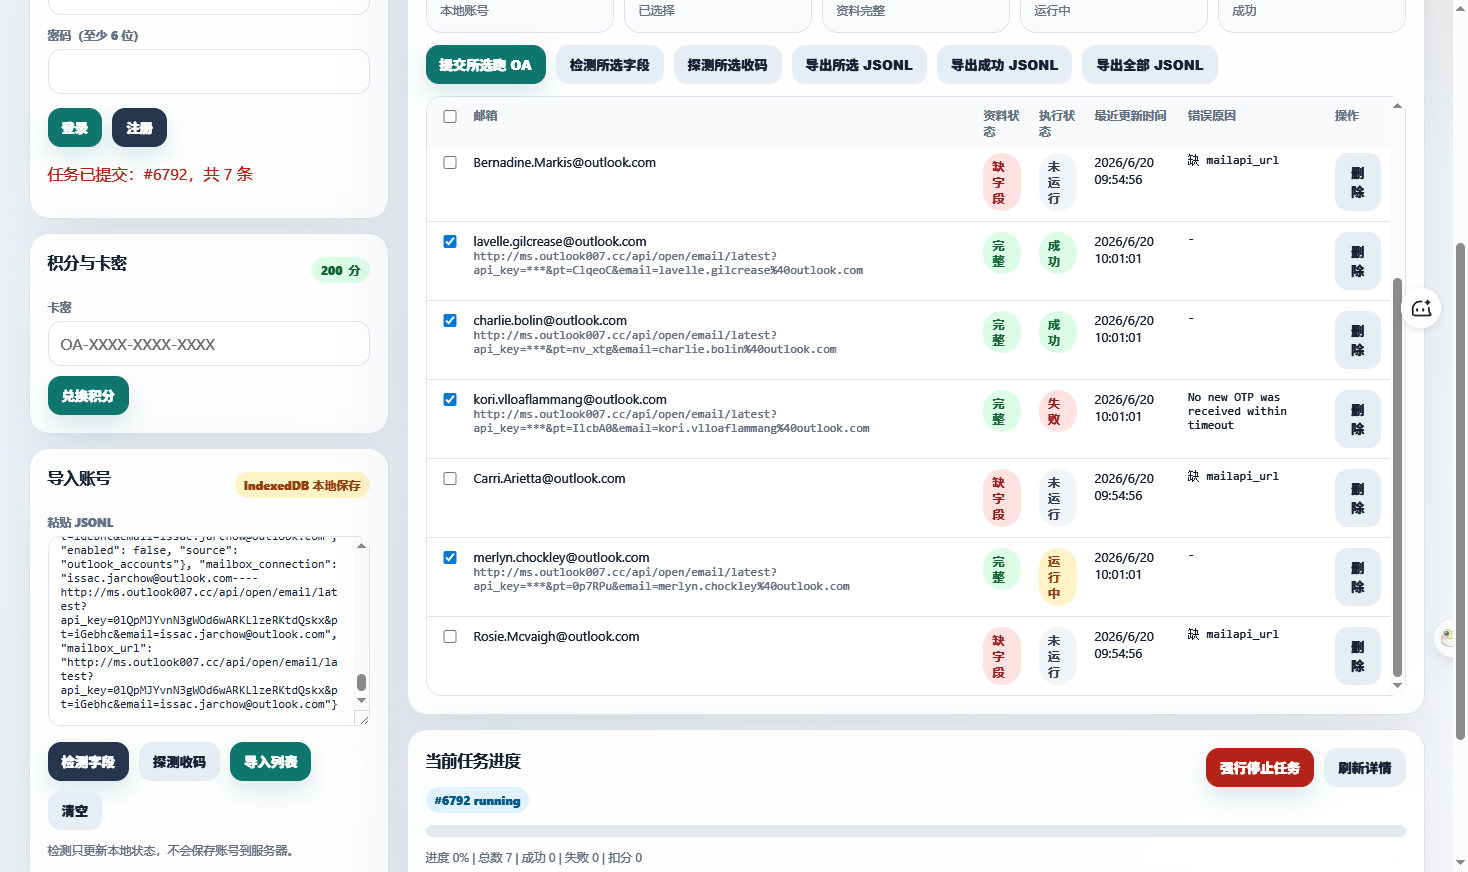 密码（至少 6 位）
登录
注册
任务已提交：#6792，共 7 条
积分与卡密
200 分
卡密
OA-XXXX-XXXX-XXXX
兑换积分
导入账号
IndexedDB 本地保存
粘贴 JSONL
t=iGebhc&email=issac.jarchow@outlook.com",
"enabled": false, "source":
"outlook_accounts"}, "mailbox_connection":
"issac.jarchow@outlook.com----
http://ms.outlook007.cc/api/open/email/lat
est?
api_key=0lQpMJYvnN3gWOd6wARKLlzeRKtdQskx&p
t=iGebhc&email=issac.jarchow@outlook.com",
"mailbox_url":
"http://ms.outlook007.cc/api/open/email/la
test?
api_key=0lQpMJYvnN3gWOd6wARKLlzeRKtdQskx&p
t=iGebhc&email=issac.jarchow@outlook.com"}
检测字段
探测收码
导入列表
清空
检测只更新本地状态，不会保存账号到服务器。
本地账号
已选择
资料完整
运行中
成功
提交所选跑 OA
检测所选字段
探测所选收码
导出所选 JSONL
导出成功 JSONL
导出全部 JSONL
邮箱
资料状
态
执行状
态
最近更新时间
错误原因
操作
Bernadine.Markis@outlook.com
缺
字
段
未
运
行
2026/6/20
09:54:56
缺 mailapi_url
删
除
lavelle.gilcrease@outlook.com
http://ms.outlook007.cc/api/open/email/latest?
api_key=***&pt=ClqeoC&email=lavelle.gilcrease%40outlook.com
完
整
成
功
2026/6/20
10:01:01
-
删
除
charlie.bolin@outlook.com
http://ms.outlook007.cc/api/open/email/latest?
api_key=***&pt=nv_xtg&email=charlie.bolin%40outlook.com
完
整
成
功
2026/6/20
10:01:01
-
删
除
kori.vlloaflammang@outlook.com
http://ms.outlook007.cc/api/open/email/latest?
api_key=***&pt=IlcbA0&email=kori.vlloaflammang%40outlook.com
完
整
失
败
2026/6/20
10:01:01
No new OTP was
received within
timeout
删
除
Carri.Arietta@outlook.com
缺
字
段
未
运
行
2026/6/20
09:54:56
缺 mailapi_url
删
除
merlyn.chockley@outlook.com
http://ms.outlook007.cc/api/open/email/latest?
api_key=***&pt=0p7RPu&email=merlyn.chockley%40outlook.com
完
整
运
行
中
2026/6/20
10:01:01
-
删
除
Rosie.Mcvaigh@outlook.com
缺
字
段
未
运
行
2026/6/20
09:54:56
缺 mailapi_url
删
除
当前任务进度
强行停止任务
刷新详情
#6792 running
进度 0% | 总数 7 | 成功 0 | 失败 0 | 扣分 0